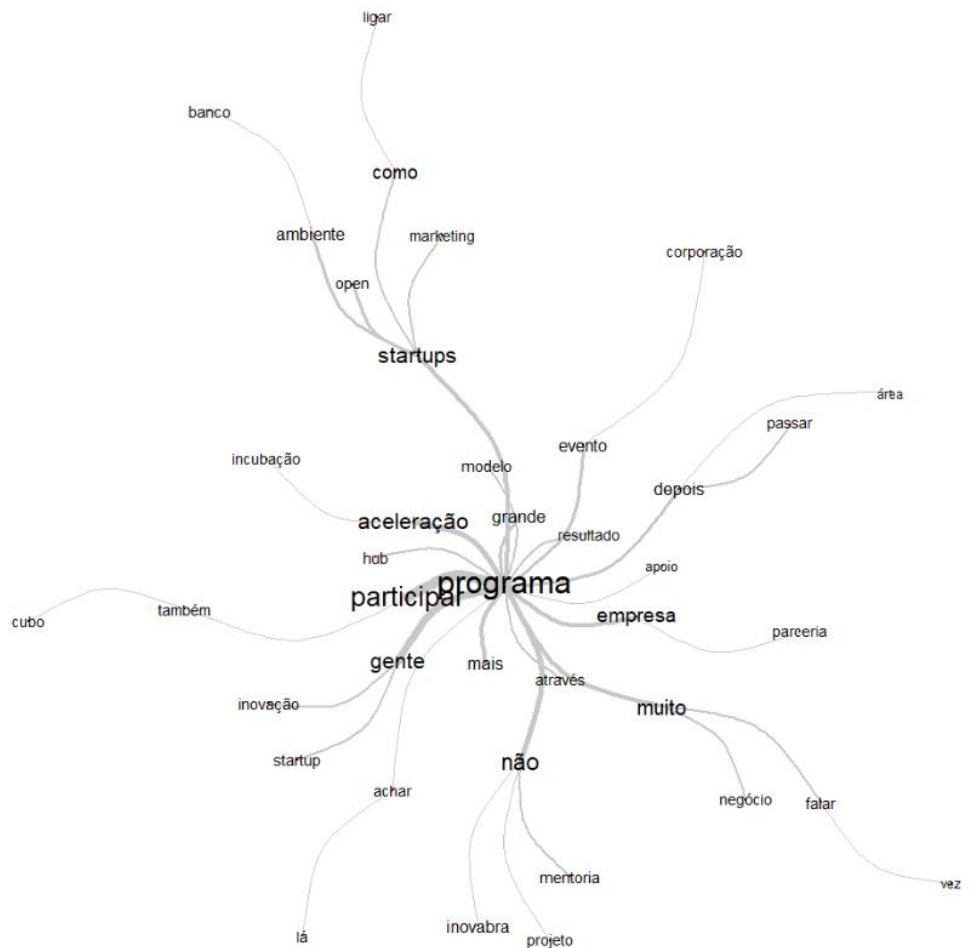 ligar
banco
como
ambiente
marketing
corporação
open
startups
área
passar
evento
modelo
incubação
depois
grande
aceleração
resultado
hub
apoio
programa
participar
também
empresa
cubo
parceria
gente
mais
através
inovação
muito
startup
não
achar
negócio
falar
mentoria
vez
inovabra
lá
projeto